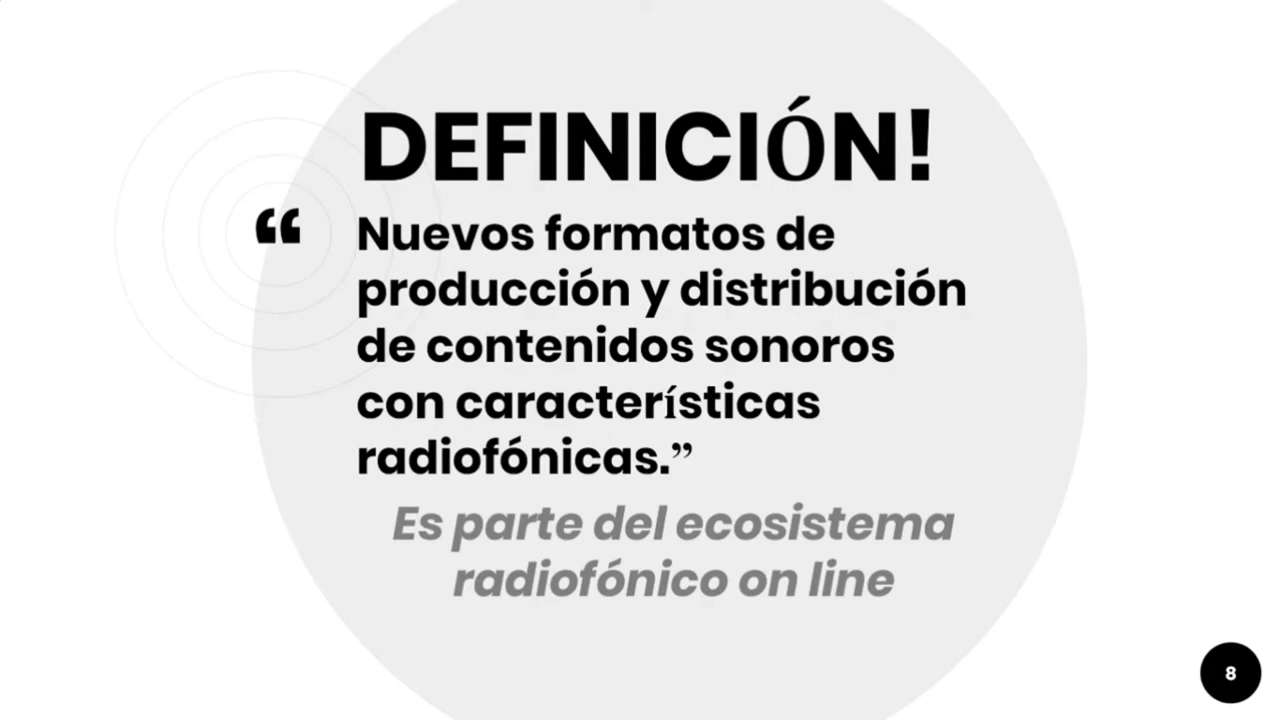 DEFINICIÓN!
“ Nuevos formatos de
producción y distribución
de contenidos sonoros
con características
radiofónicas.”
Es parte del ecosistema
radiofónico on line
8